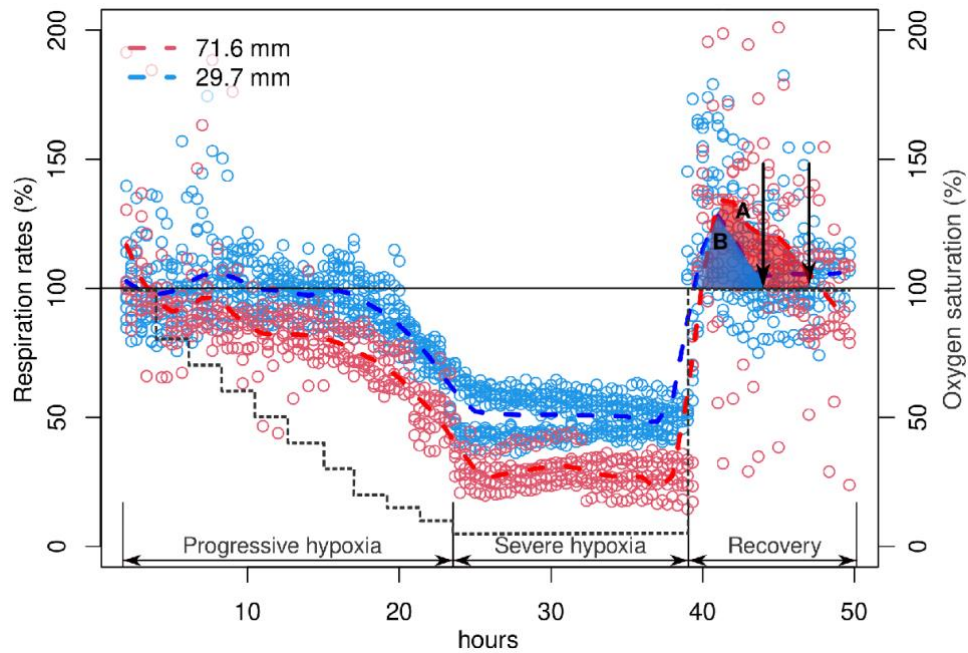 200
200
71.6 mm
29.7 mm
150
150
A
B
100
100
50
50
Progressive hypoxia
Severe hypoxia
Recovery
0
0
10
20
30
40
50
hours
Respiration rates (%)
Oxygen saturation (%)